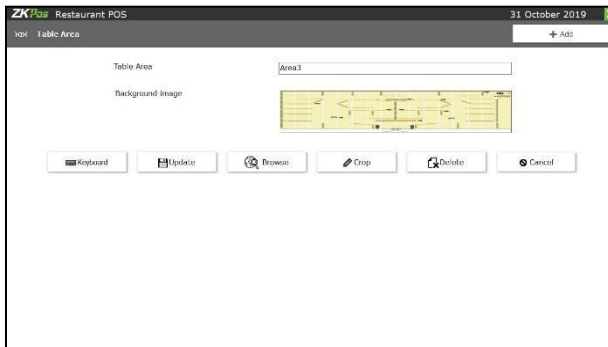 ZKPos Restaurant POS 31 October 2019
Table Area + Add
Table Area Area3
Background Image
Keyboard Update Browse Crop Delete Cancel